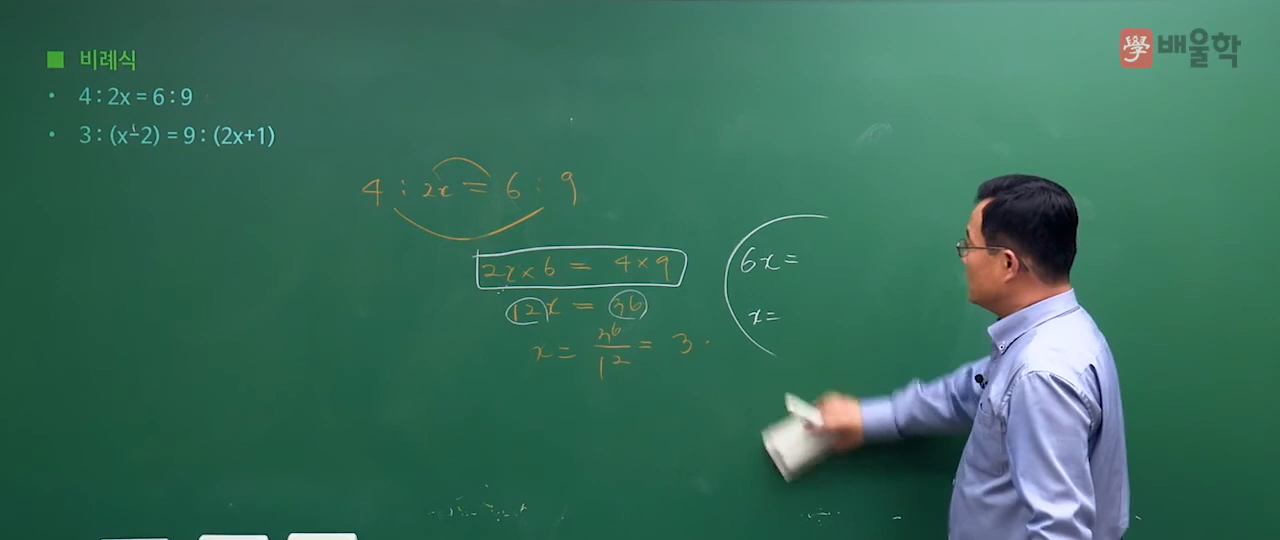 비례식
學 배울학
4 : 2x = 6 : 9
3 : (x-2) = 9 : (2x+1)
4 : 2x = 6 : 9
2x × 6 = 4 × 9
12x = 36
x = 36/12 = 3
6x =
x =